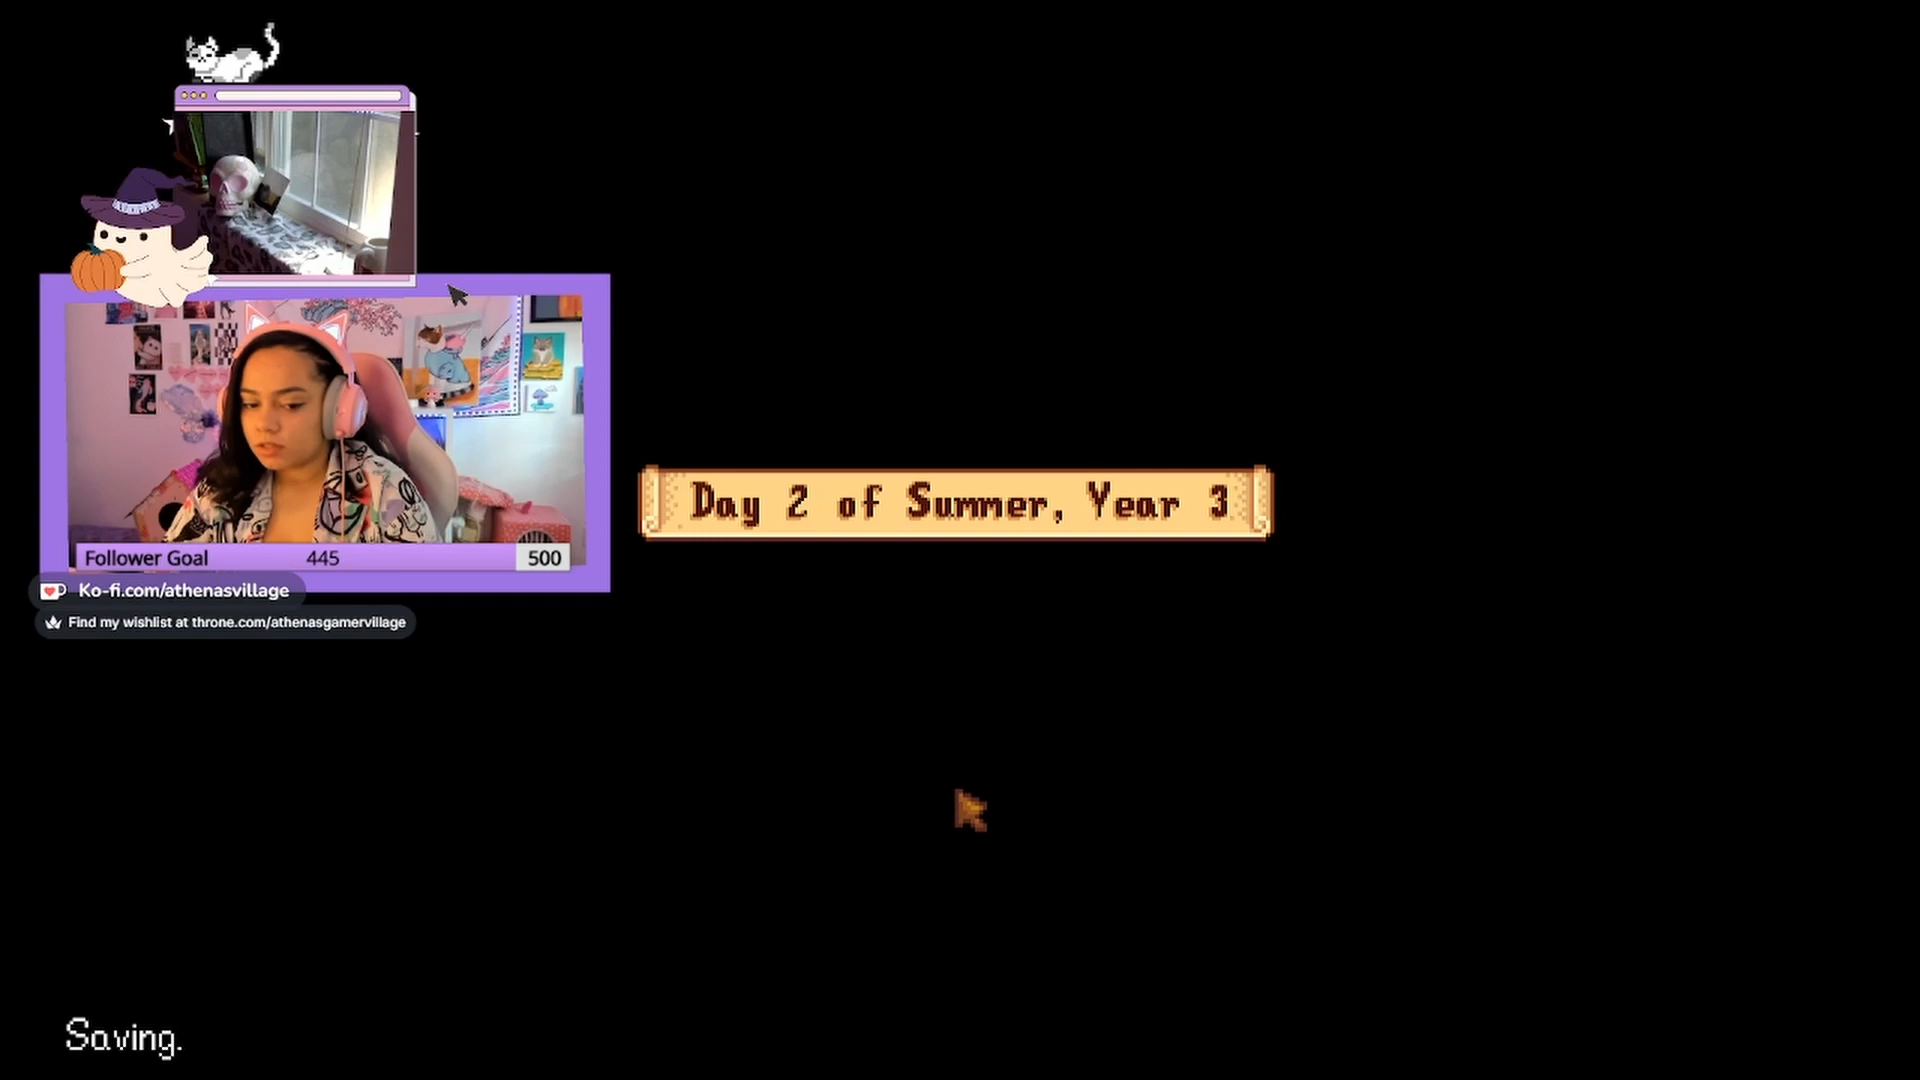 Day 2 of Summer, Year 3
Follower Goal 445 500
Ko-fi.com/athenasvillage
Find my wishlist at throne.com/athenasgamervillage
Saving.